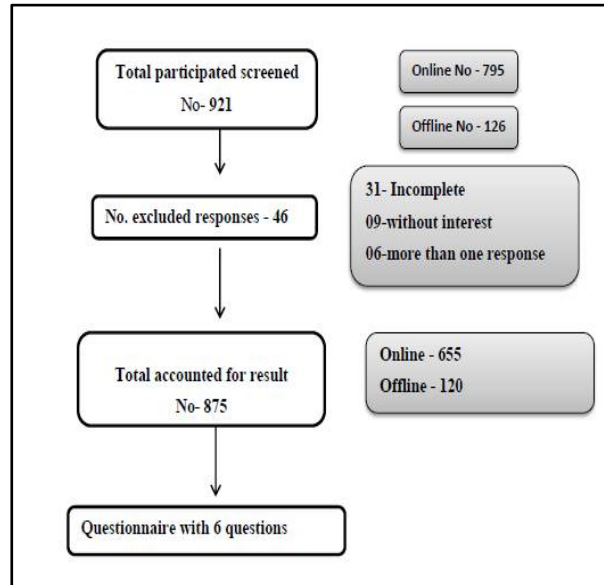 Total participated screened
No- 921
Online No - 795
Offline No - 126
No. excluded responses - 46
31- Incomplete
09-without interest
06-more than one response
Total accounted for result
No- 875
Online - 655
Offline - 120
Questionnaire with 6 questions